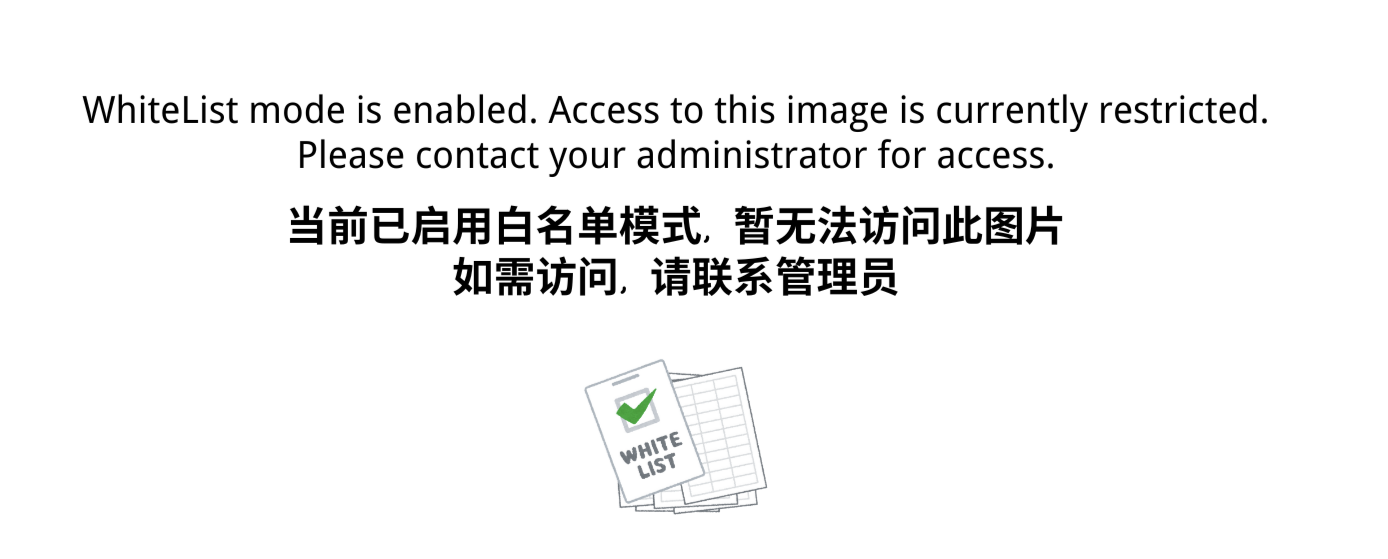 WhiteList mode is enabled. Access to this image is currently restricted.
Please contact your administrator for access.
当前已启用白名单模式，暂无法访问此图片
如需访问，请联系管理员
WHITE
LIST